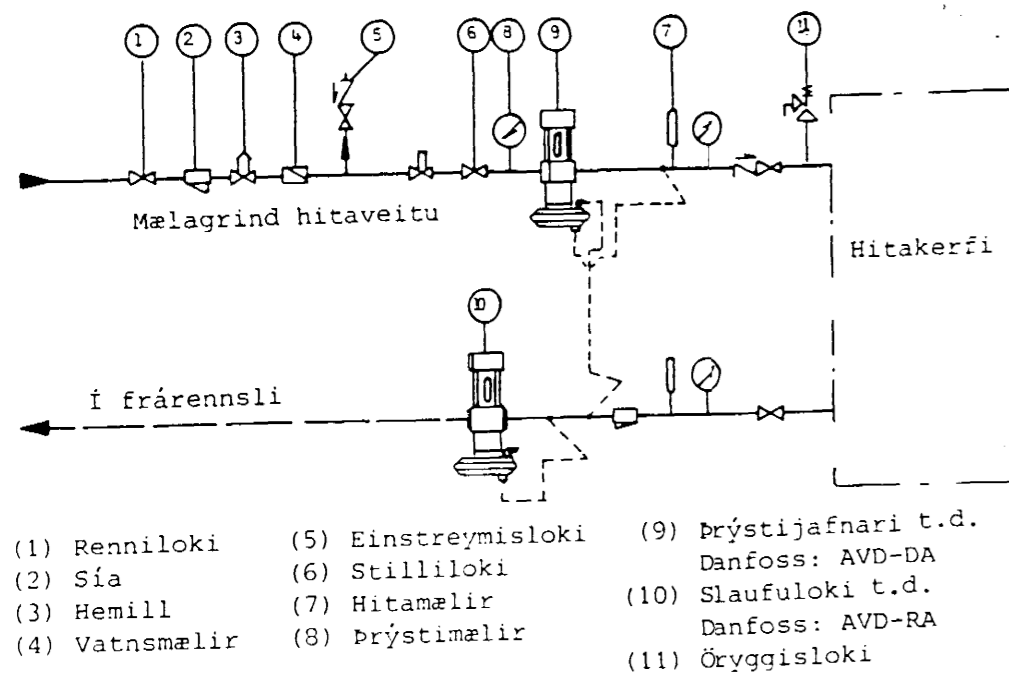 1 2 3 4 5 6 8 9 7 11
Mælagrind hitaveitu
Hitakerfi
10
Í frárennsli
(1) Renniloki
(2) Sía
(3) Hemill
(4) Vatnsmælir
(5) Einstreymisloki
(6) Stilliloki
(7) Hitamælir
(8) Þrýstimælir
(9) Þrýstijafnari t.d.
Danfoss: AVD-DA
(10) Slaufuloki t.d.
Danfoss: AVD-RA
(11) Öryggisloki